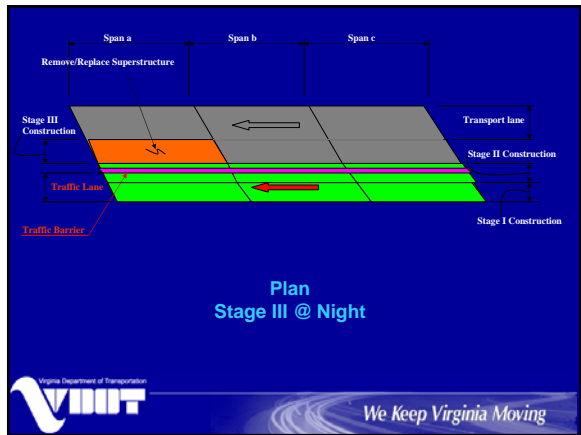 Span a
Span b
Span c
Remove/Replace Superstructure
Stage III
Construction
Transport lane
Stage II Construction
Traffic Lane
Stage I Construction
Traffic Barrier
Plan
Stage III @ Night
Virginia Department of Transportation
VDOT
We Keep Virginia Moving